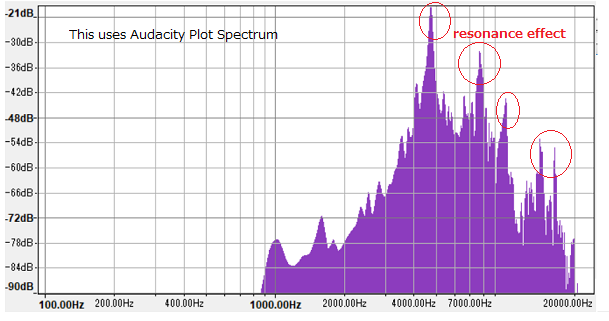 This uses Audacity Plot Spectrum
resonance effect
-21dB
-30dB
-36dB
-42dB
-48dB
-54dB
-66dB
-72dB
-78dB
-84dB
-90dB
100.00Hz 200.00Hz 400.00Hz 1000.00Hz 2000.00Hz 4000.00Hz 7000.00Hz 20000.00Hz